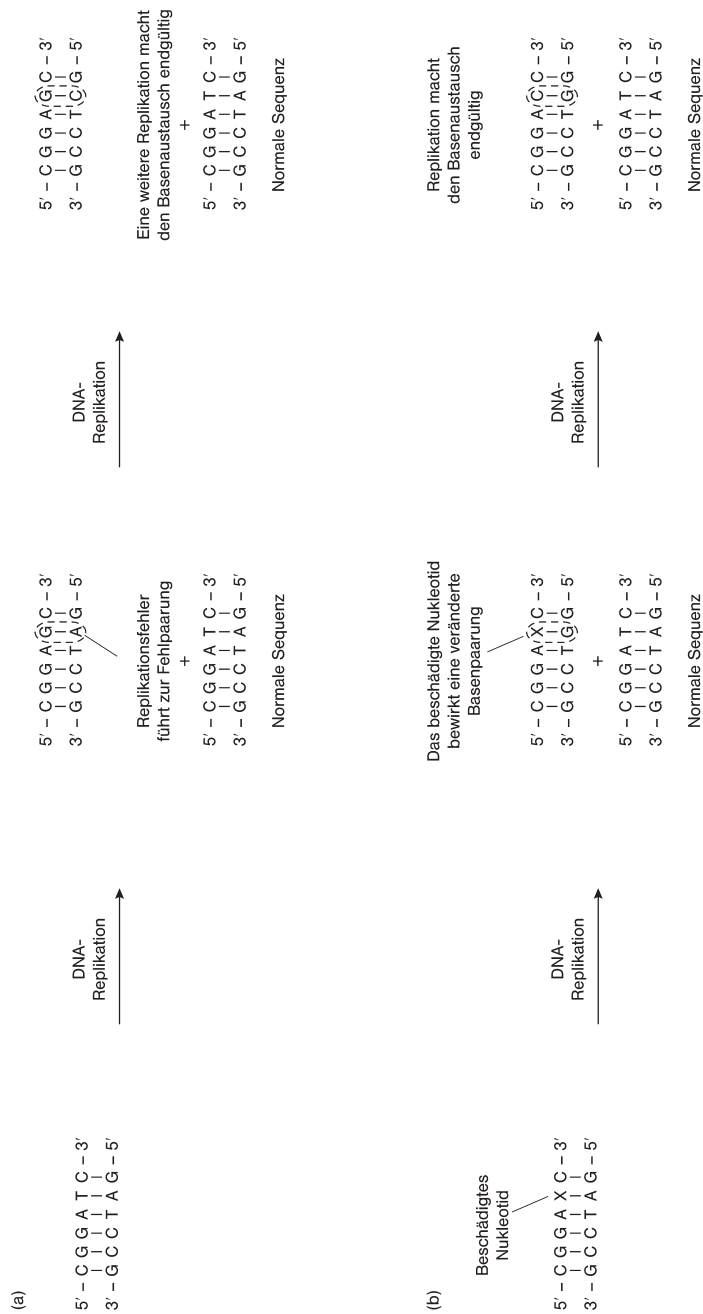 (a)
5′ – C G G A T C – 3′
3′ – G C C T A G – 5′
DNA-
Replikation
5′ – C G G A G C – 3′
3′ – G C C T A G – 5′
Replikationsfehler
führt zur Fehlpaarung
+
5′ – C G G A T C – 3′
3′ – G C C T A G – 5′
Normale Sequenz
DNA-
Replikation
5′ – C G G A G C – 3′
3′ – G C C T C G – 5′
Eine weitere Replikation macht
den Basenaustausch endgültig
+
5′ – C G G A T C – 3′
3′ – G C C T A G – 5′
Normale Sequenz
(b)
Beschädigtes
Nukleotid
5′ – C G G A X C – 3′
3′ – G C C T A G – 5′
DNA-
Replikation
Das beschädigte Nukleotid
bewirkt eine veränderte
Basenpaarung
5′ – C G G A X C – 3′
3′ – G C C T G G – 5′
+
5′ – C G G A T C – 3′
3′ – G C C T A G – 5′
Normale Sequenz
DNA-
Replikation
Replikation macht
den Basenaustausch
endgültig
5′ – C G G A C C – 3′
3′ – G C C T G G – 5′
+
5′ – C G G A T C – 3′
3′ – G C C T A G – 5′
Normale Sequenz